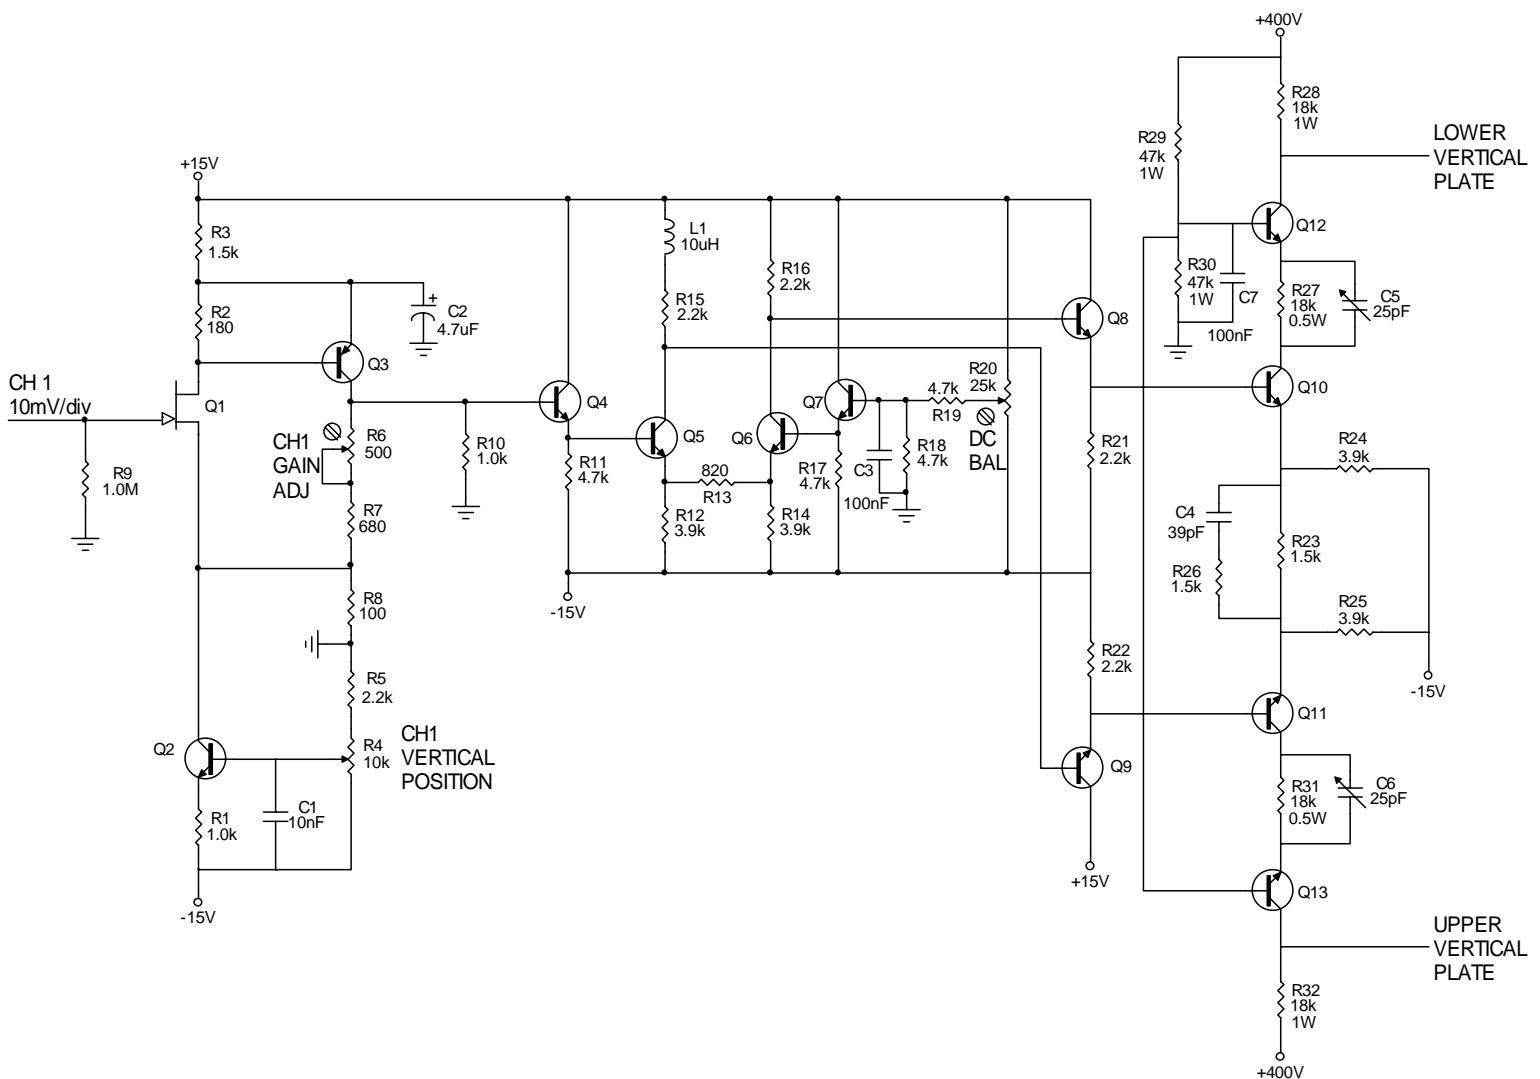 +400V
R28
18k
1W
LOWER
VERTICAL
PLATE
R29
47k
1W
+15V
R3
1.5k
L1
10uH
Q12
R16
2.2k
R30
47k
1W
C7
100nF
R27
18k
0.5W
C5
25pF
R2
180
+
C2
4.7uF
R15
2.2k
Q8
CH 1
10mV/div
Q1
Q3
Q4
Q5
Q6
Q7
4.7k
R19
R20
25k
DC
BAL
Q10
CH1
GAIN
ADJ
R6
500
R10
1.0k
R9
1.0M
R11
4.7k
820
R13
R17
4.7k
C3
100nF
R18
4.7k
R21
2.2k
R24
3.9k
R7
680
R12
3.9k
R14
3.9k
C4
39pF
R23
1.5k
R26
1.5k
R8
100
-15V
R25
3.9k
R22
2.2k
-15V
R5
2.2k
Q11
Q2
R4
10k
CH1
VERTICAL
POSITION
Q9
R1
1.0k
C1
10nF
R31
18k
0.5W
C6
25pF
+15V
Q13
-15V
UPPER
VERTICAL
PLATE
R32
18k
1W
+400V